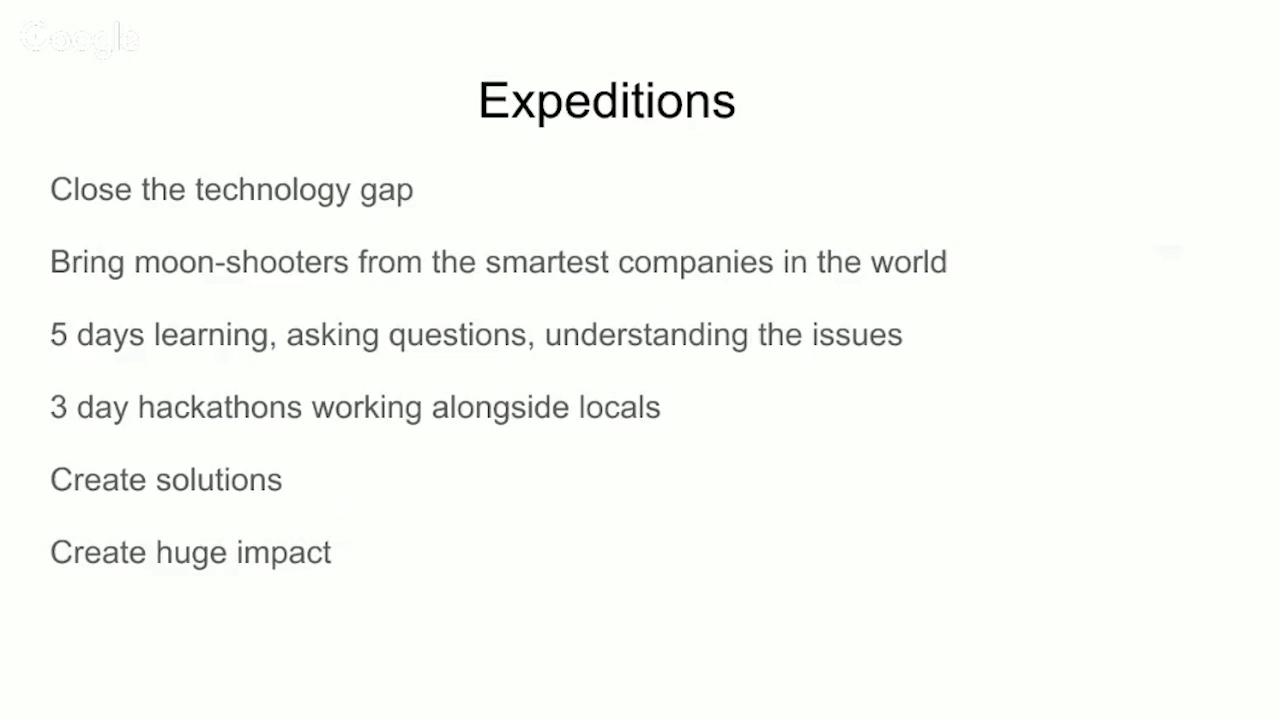 Google
Expeditions
Close the technology gap
Bring moon-shooters from the smartest companies in the world
5 days learning, asking questions, understanding the issues
3 day hackathons working alongside locals
Create solutions
Create huge impact